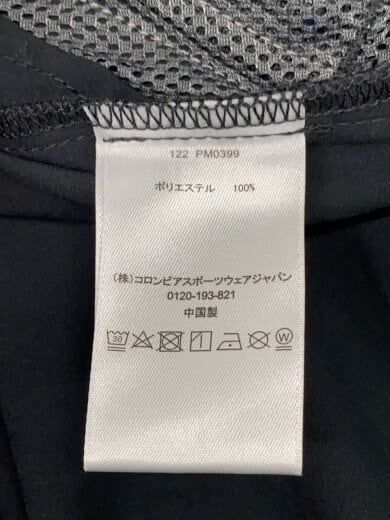 122 PM0399
ポリエステル 100%
(株)コロンビアスポーツウェアジャパン
0120-193-821
中国製
30
W